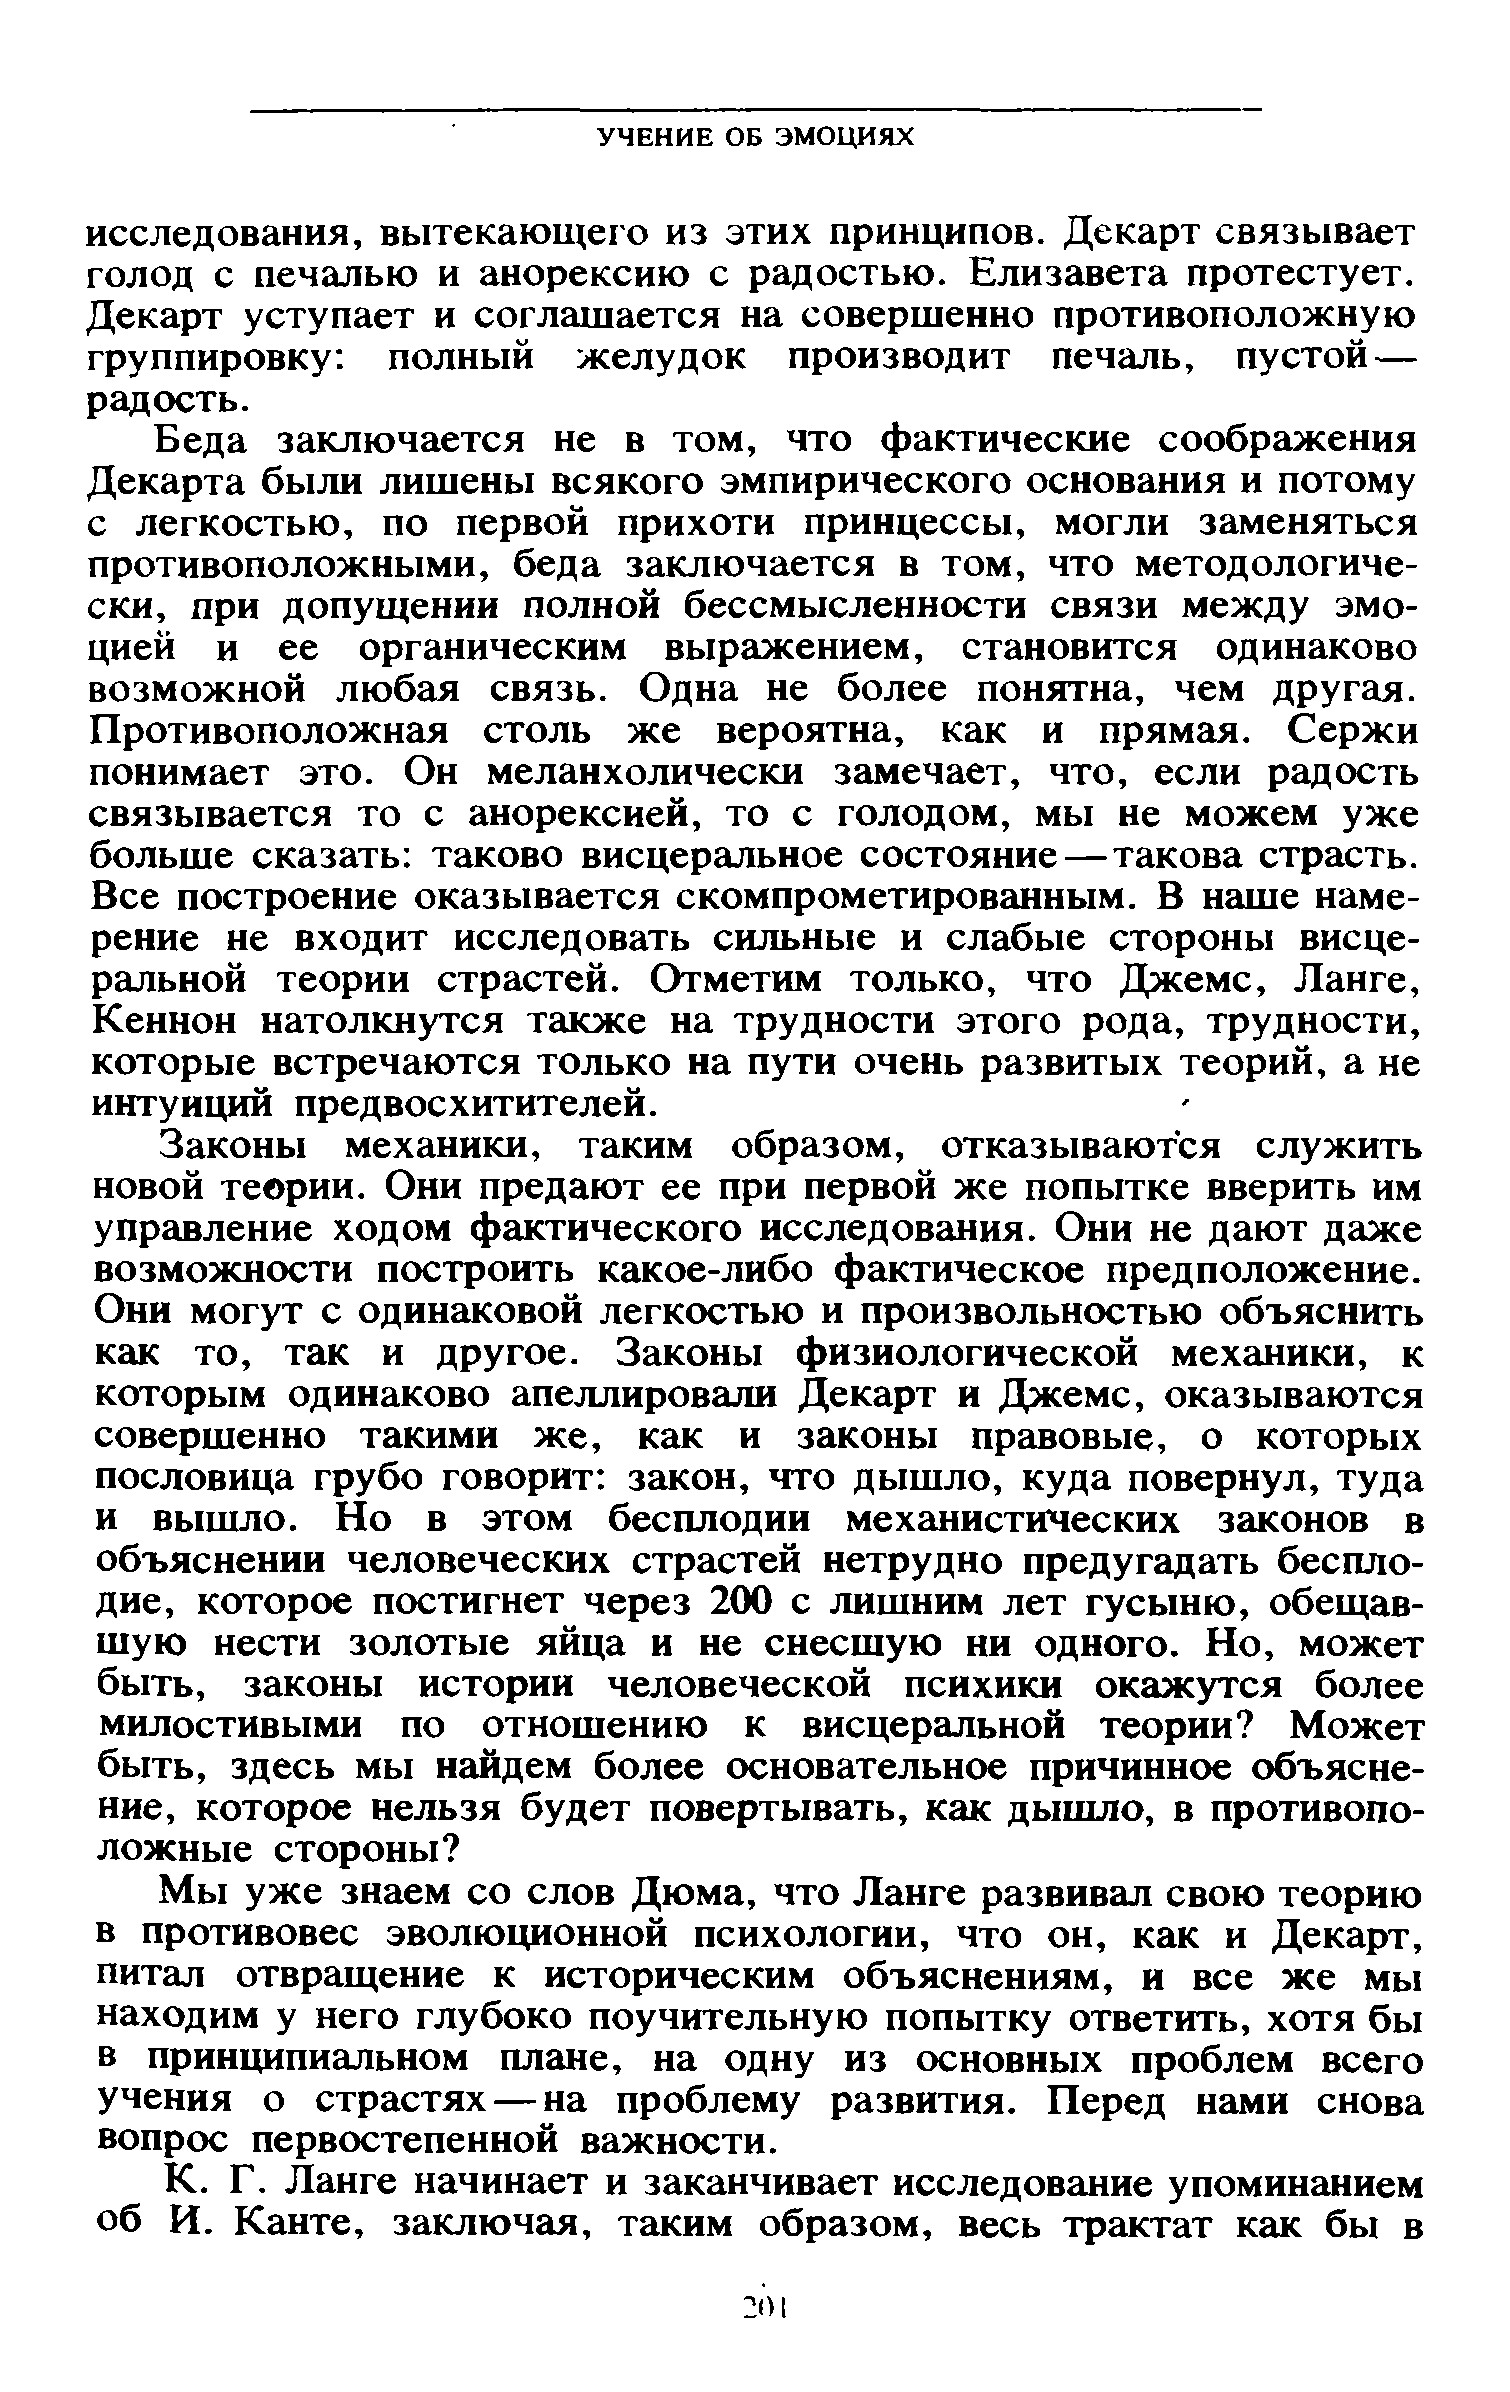 УЧЕНИЕ ОБ ЭМОЦИЯХ
исследования, вытекающего из этих принципов. Декарт связывает
голод с печалью и анорексию с радостью. Елизавета протестует.
Декарт уступает и соглашается на совершенно противоположную
группировку: полный желудок производит печаль, пустой—
радость.
Беда заключается не в том, что фактические соображения
Декарта были лишены всякого эмпирического основания и потому
с легкостью, по первой прихоти принцессы, могли заменяться
противоположными, беда заключается в том, что методологиче-
ски, при допущении полной бессмысленности связи между эмо-
цией и ее органическим выражением, становится одинаково
возможной любая связь. Одна не более понятна, чем другая.
Противоположная столь же вероятна, как и прямая. Сержи
понимает это. Он меланхолически замечает, что, если радость
связывается то с анорексией, то с голодом, мы не можем уже
больше сказать: таково висцеральное состояние—такова страсть.
Все построение оказывается скомпрометированным. В наше наме-
рение не входит исследовать сильные и слабые стороны висце-
ральной теории страстей. Отметим только, что Джемс, Ланге,
Кеннон натолкнутся также на трудности этого рода, трудности,
которые встречаются только на пути очень развитых теорий, а не
интуиций предвосхитителей.
Законы механики, таким образом, отказываются служить
новой теории. Они предают ее при первой же попытке вверить им
управление ходом фактического исследования. Они не дают даже
возможности построить какое-либо фактическое предположение.
Они могут с одинаковой легкостью и произвольностью объяснить
как то, так и другое. Законы физиологической механики, к
которым одинаково апеллировали Декарт и Джемс, оказываются
совершенно такими же, как и законы правовые, о которых
пословица грубо говорит: закон, что дышло, куда повернул, туда
и вышло. Но в этом бесплодии механистических законов в
объяснении человеческих страстей нетрудно предугадать беспло-
дие, которое постигнет через 200 с лишним лет гусыню, обещав-
шую нести золотые яйца и не снесшую ни одного. Но, может
быть, законы истории человеческой психики окажутся более
милостивыми по отношению к висцеральной теории? Может
быть, здесь мы найдем более основательное причинное объясне-
ние, которое нельзя будет повертывать, как дышло, в противопо-
ложные стороны?
Мы уже знаем со слов Дюма, что Ланге развивал свою теорию
в противовес эволюционной психологии, что он, как и Декарт,
питал отвращение к историческим объяснениям, и все же мы
находим у него глубоко поучительную попытку ответить, хотя бы
в принципиальном плане, на одну из основных проблем всего
учения о страстях—на проблему развития. Перед нами снова
вопрос первостепенной важности.
К. Г. Ланге начинает и заканчивает исследование упоминанием
об И. Канте, заключая, таким образом, весь трактат как бы в
201